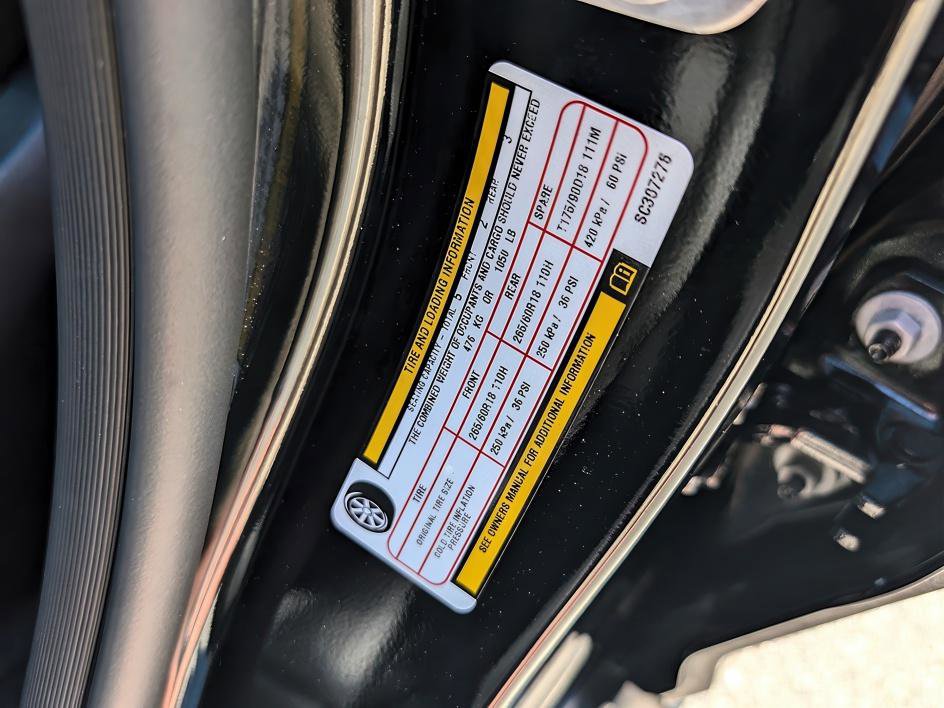 TIRE AND LOADING INFORMATION
SEATING CAPACITY - TOTAL 5 FRONT 2 REAR 3
THE COMBINED WEIGHT OF OCCUPANTS AND CARGO SHOULD NEVER EXCEED
476 KG OR 1050 LB
TIRE FRONT REAR SPARE
ORIGINAL TIRE SIZE 265/60R18 110H 265/60R18 110H T175/90D18 111M
COLD TIRE INFLATION PRESSURE 250 kPa / 36 PSI 250 kPa / 36 PSI 420 kPa / 60 PSI
SEE OWNERS MANUAL FOR ADDITIONAL INFORMATION
SC307276